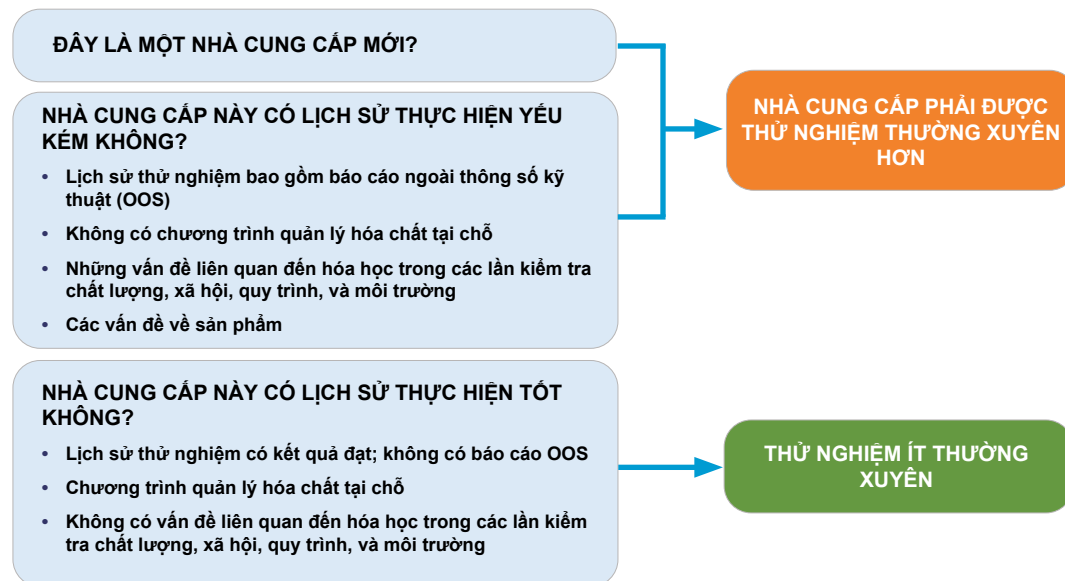 ĐÂY LÀ MỘT NHÀ CUNG CẤP MỚI?
NHÀ CUNG CẤP NÀY CÓ LỊCH SỬ THỰC HIỆN YẾU
KÉM KHÔNG?
• Lịch sử thử nghiệm bao gồm báo cáo ngoài thông số kỹ
thuật (OOS)
• Không có chương trình quản lý hóa chất tại chỗ
• Những vấn đề liên quan đến hóa học trong các lần kiểm tra
chất lượng, xã hội, quy trình, và môi trường
• Các vấn đề về sản phẩm
NHÀ CUNG CẤP PHẢI ĐƯỢC
THỬ NGHIỆM THƯỜNG XUYÊN
HƠN
NHÀ CUNG CẤP NÀY CÓ LỊCH SỬ THỰC HIỆN TỐT
KHÔNG?
• Lịch sử thử nghiệm có kết quả đạt; không có báo cáo OOS
• Chương trình quản lý hóa chất tại chỗ
• Không có vấn đề liên quan đến hóa học trong các lần kiểm
tra chất lượng, xã hội, quy trình, và môi trường
THỬ NGHIỆM ÍT THƯỜNG
XUYÊN